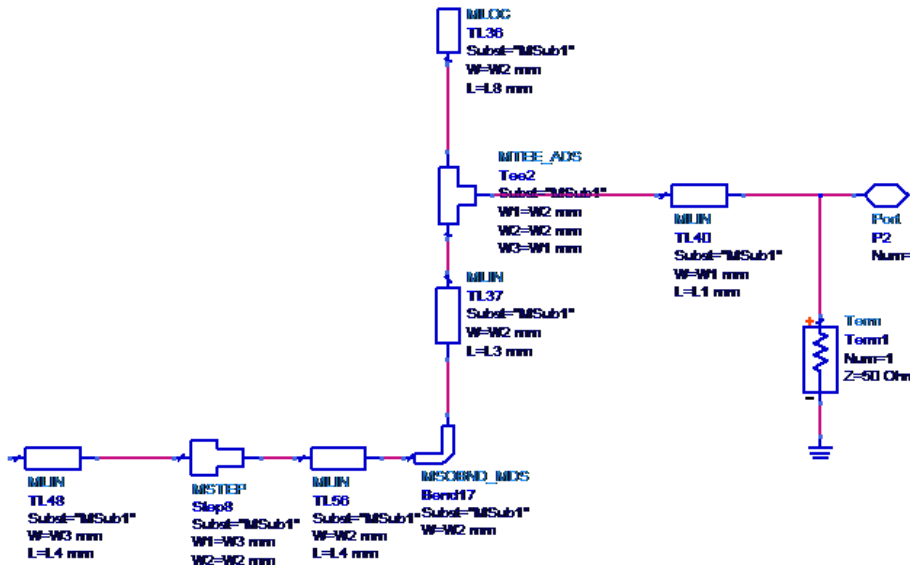 MLOC
TL36
Subst="MSub1"
W=W2 mm
L=L8 mm
MTEE_ADS
Tee2
Subst="MSub1"
W1=W2 mm
W2=W2 mm
W3=W1 mm
MLIN
TL40
Subst="MSub1"
W=W1 mm
L=L1 mm
Port
P2
Num=
MLIN
TL37
Subst="MSub1"
W=W2 mm
L=L3 mm
+
Term
Term1
Num=1
Z=50 Ohm
-
MLIN
TL48
Subst="MSub1"
W=W3 mm
L=L4 mm
MSTEP
Step8
Subst="MSub1"
W1=W3 mm
W2=W2 mm
MLIN
TL56
Subst="MSub1"
W=W2 mm
L=L4 mm
MSOBND_MDS
Bend17
Subst="MSub1"
W=W2 mm